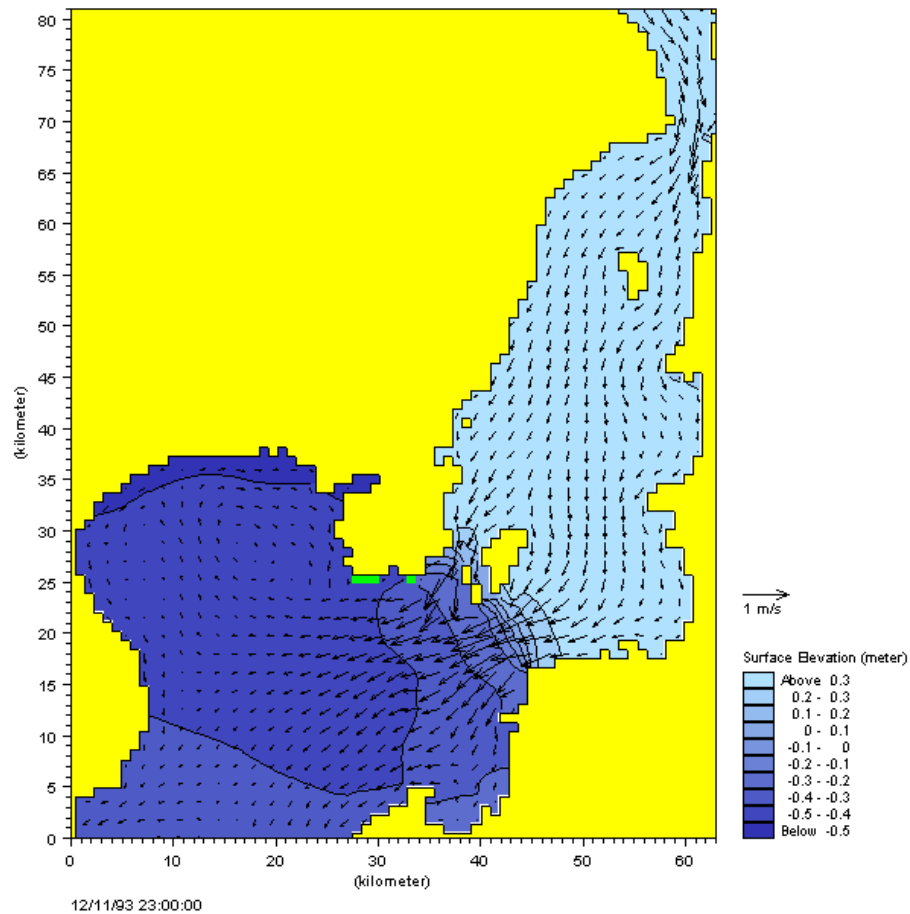 80
75
70
65
60
55
50
45
40
35
30
25
20
15
10
5
0
(kilometer)
0 10 20 30 40 50 60
(kilometer)
12/11/93 23:00:00
1 m/s
Surface Elevation (meter)
Above 0.3
0.2 - 0.3
0.1 - 0.2
0 - 0.1
-0.1 - 0
-0.2 - -0.1
-0.3 - -0.2
-0.4 - -0.3
-0.5 - -0.4
Below -0.5